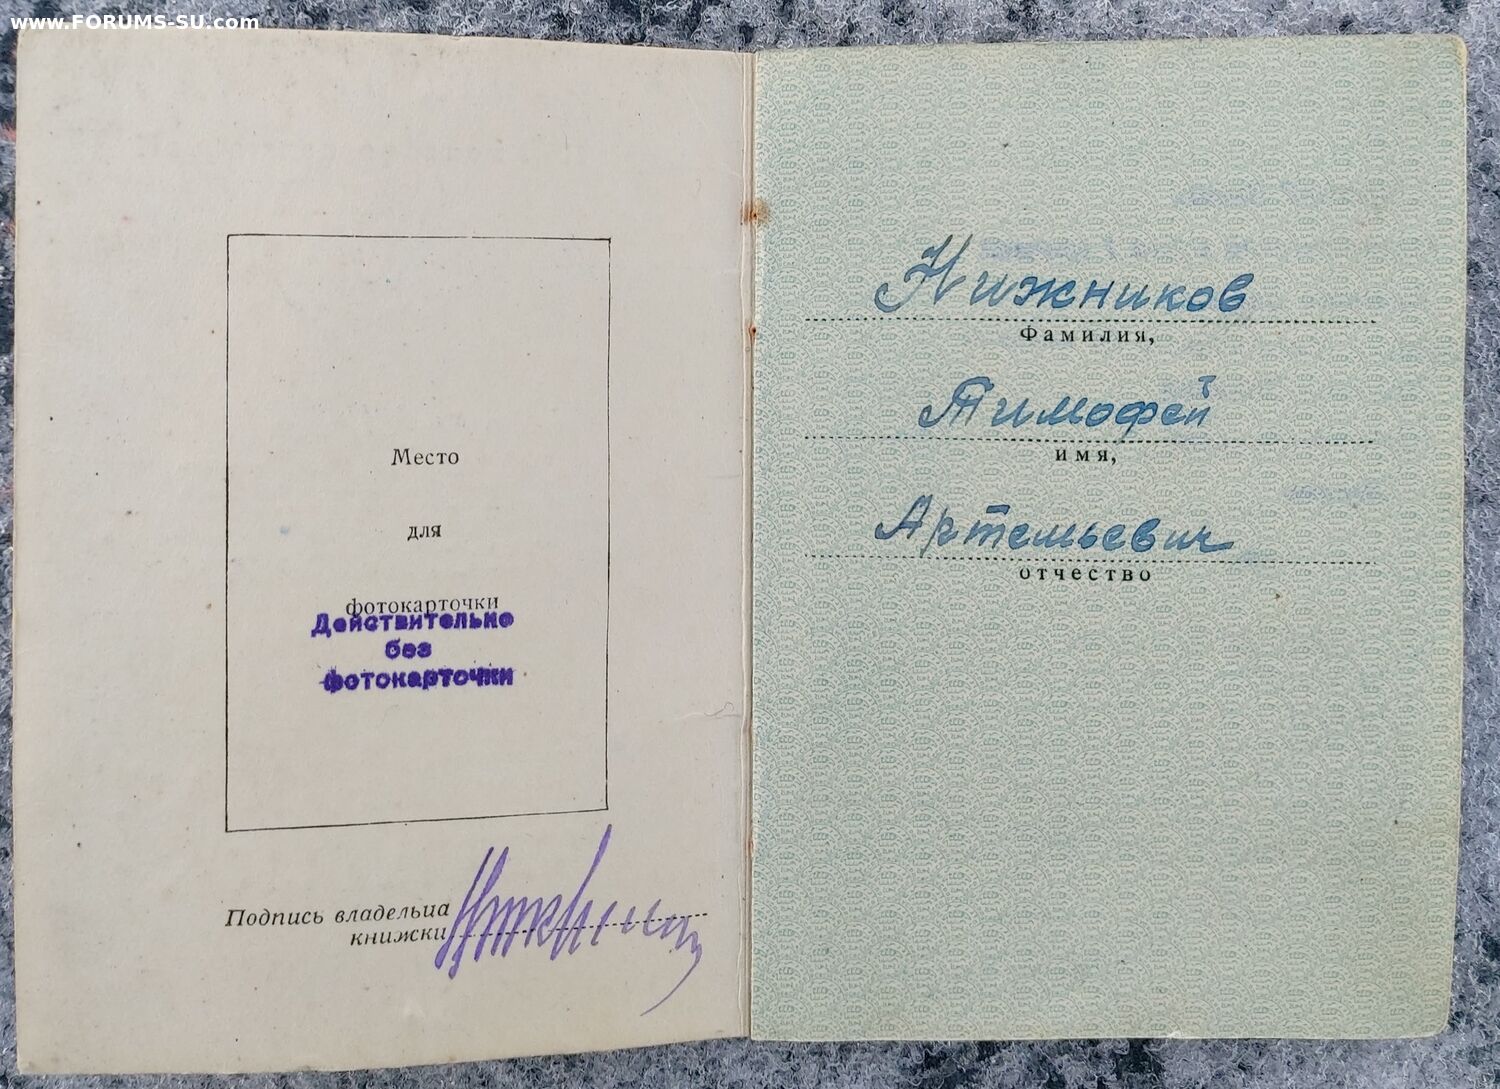 www.FORUMS-SU.com
Место
для
фотокарточки
Действительно
без
фотокарточки
Подпись владельца
книжки
Нижников
Фамилия,
Тимофей
имя,
Артемьевич
отчество